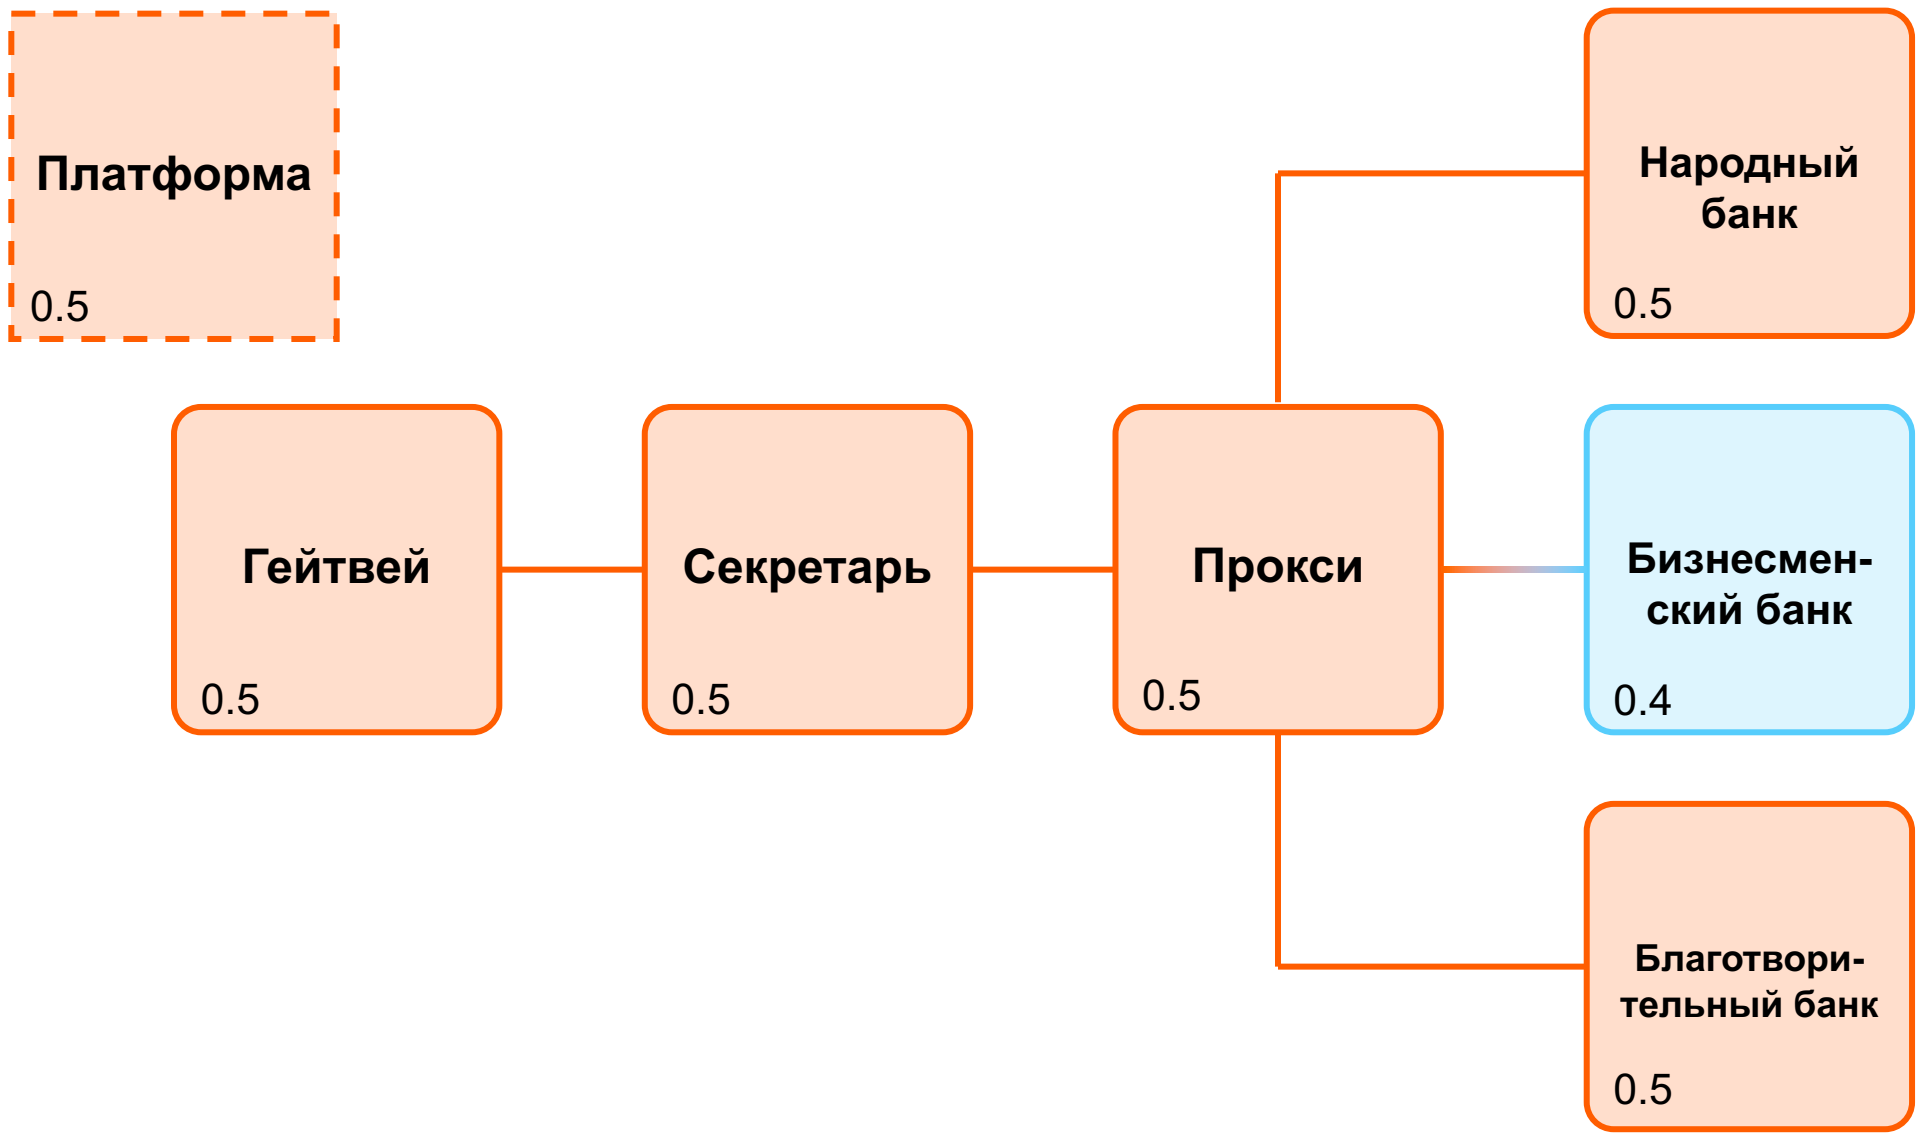 Платформа
0.5
Народный
банк
0.5
Гейтвей
0.5
Секретарь
0.5
Прокси
0.5
Бизнесмен-
ский банк
0.4
Благотвори-
тельный банк
0.5